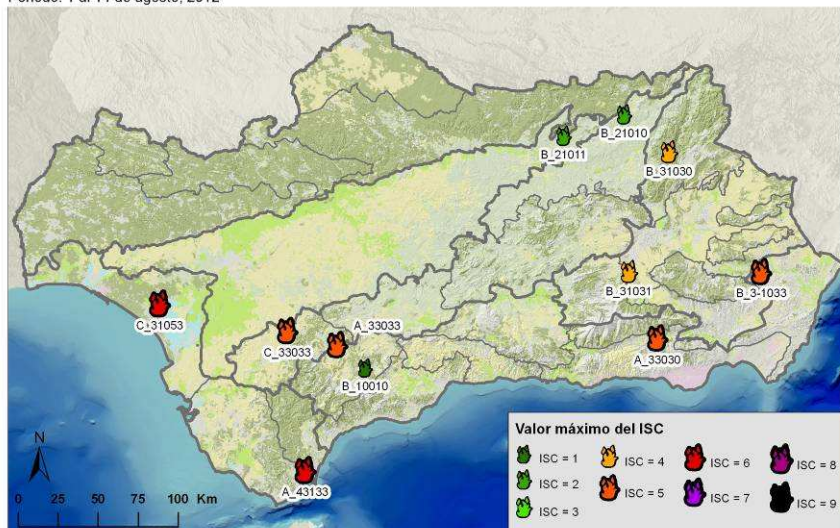 Periodo: 1 al 14 de agosto, 2012
B_21010
B_21011
B_31030
B_31031
B_3-1033
C_31053
A_33033
C_33033
A_33030
B_10010
A_43133
N
0 25 50 75 100 Km
Valor máximo del ISC
ISC = 1
ISC = 2
ISC = 3
ISC = 4
ISC = 5
ISC = 6
ISC = 7
ISC = 8
ISC = 9